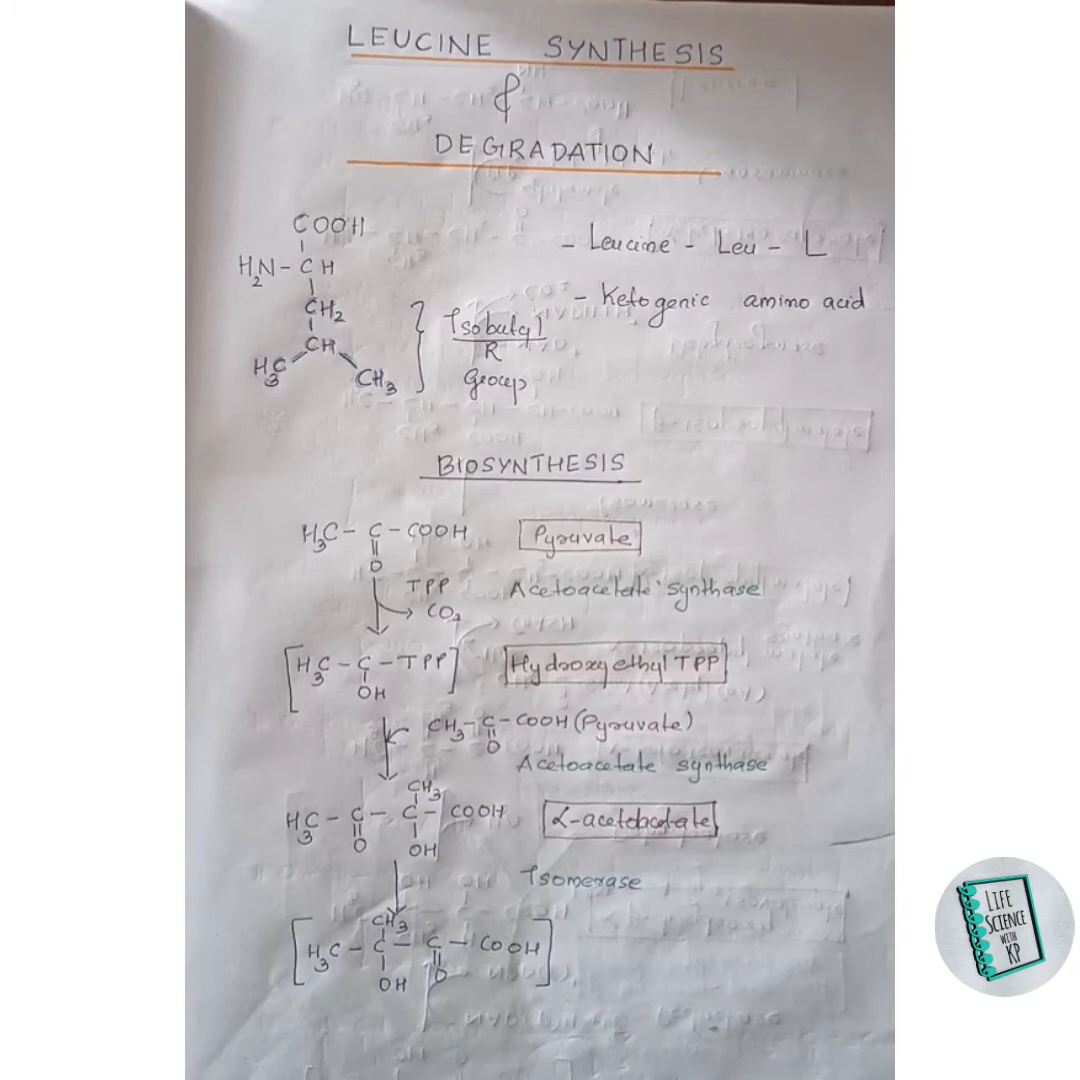 LEUCINE SYNTHESIS
&
DEGRADATION
COOH
H2N - CH
CH2
CH
H3C CH3
} Isobutyl
R
Group
- Leucine - Leu - L
- Ketogenic amino acid
BIOSYNTHESIS
H3C - C - COOH Pyruvate
O
TPP Acetoacetate synthase
→ CO2
[H3C - C - TPP] Hydroxy ethyl TPP
OH
CH3 - C - COOH (Pyruvate)
O
Acetoacetate synthase
CH3
H3C - C - C - COOH α-acetolactate
O OH
Isomerase
CH3
[H3C - C - C - COOH]
OH O
LIFE
SCIENCE
WITH
KP